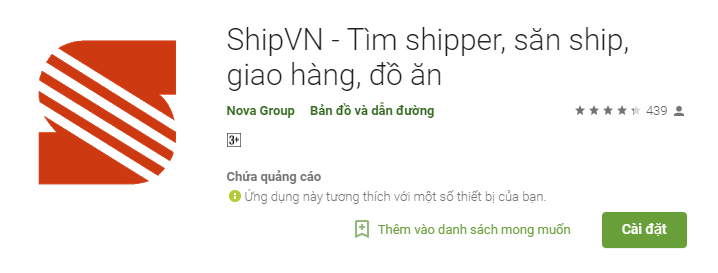 ShipVN - Tìm shipper, săn ship,
giao hàng, đồ ăn
Nova Group Bản đồ và dẫn đường 439
3+
Chứa quảng cáo
Ứng dụng này tương thích với một số thiết bị của bạn.
Thêm vào danh sách mong muốn Cài đặt